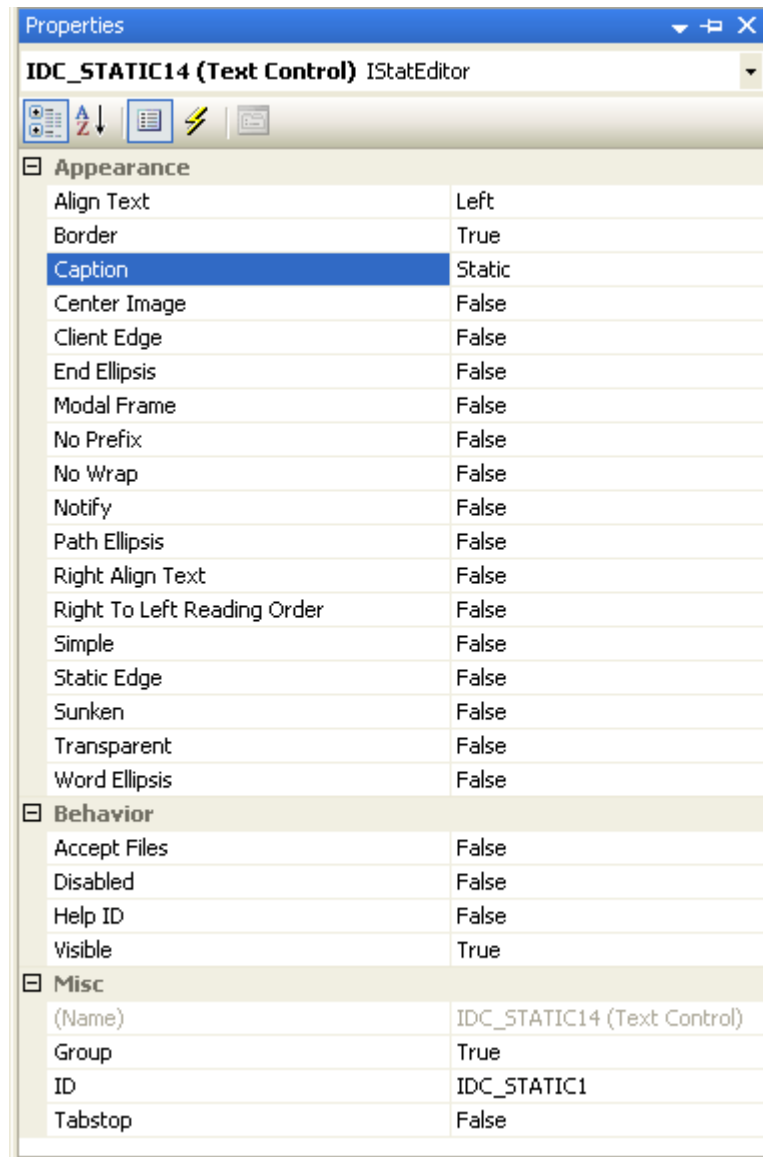 Properties
IDC_STATIC14 (Text Control) IStatEditor
Appearance
Align Text Left
Border True
Caption Static
Center Image False
Client Edge False
End Ellipsis False
Modal Frame False
No Prefix False
No Wrap False
Notify False
Path Ellipsis False
Right Align Text False
Right To Left Reading Order False
Simple False
Static Edge False
Sunken False
Transparent False
Word Ellipsis False
Behavior
Accept Files False
Disabled False
Help ID False
Visible True
Misc
(Name) IDC_STATIC14 (Text Control)
Group True
ID IDC_STATIC1
Tabstop False